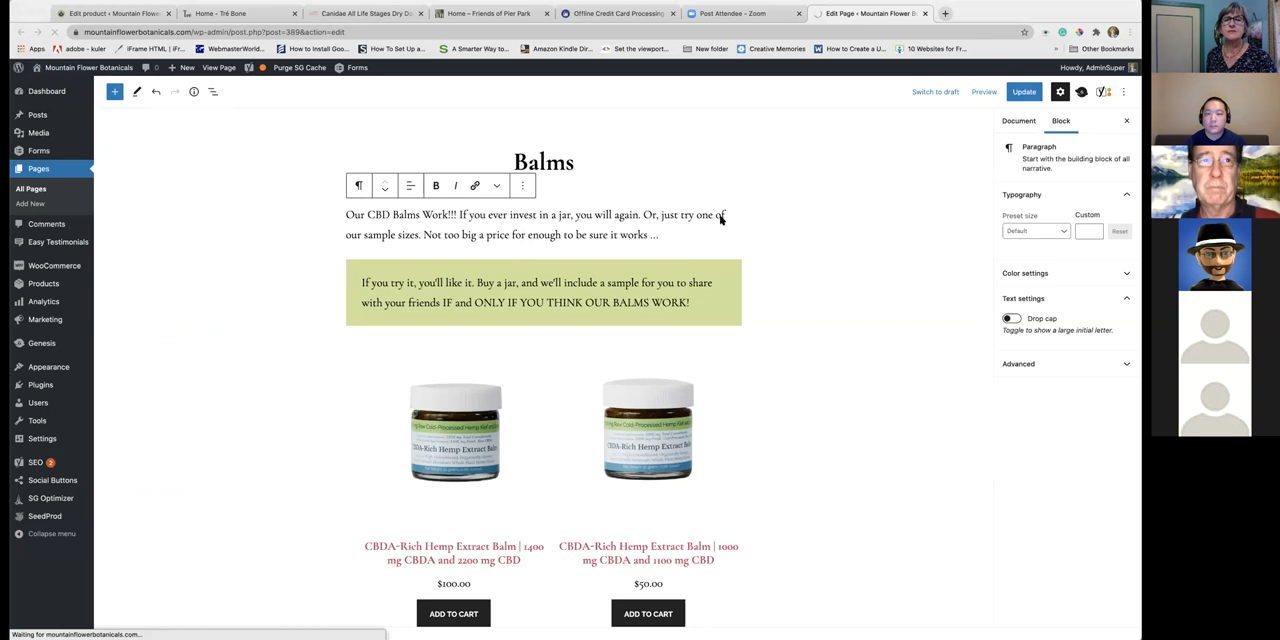 Edit product ‹ Mountain Flower
Home - Tré Bone
Canidae All Life Stages Dry Do
Home – Friends of Pier Park
Offline Credit Card Processing
Post Attendee - Zoom
Edit Page ‹ Mountain Flower B
mountainflowerbotanicals.com/wp-admin/post.php?post=389&action=edit
Apps
adobe - kuler
iFrame HTML | iFr...
WebmasterWorld...
How to Install Goo...
How To Set Up a...
A Smarter Way to...
Amazon Kindle Dir...
Set the viewport...
New folder
Creative Memories
How to Create a U...
10 Websites for Fr...
»
Other Bookmarks
Mountain Flower Botanicals
0
New
View Page
Purge SG Cache
Forms
Howdy, AdminSuper
Dashboard
Posts
Media
Forms
Pages
All Pages
Add New
Comments
Easy Testimonials
WooCommerce
Products
Analytics
Marketing
Genesis
Appearance
Plugins
Users
Tools
Settings
SEO 2
Social Buttons
SG Optimizer
SeedProd
Collapse menu
Switch to draft
Preview
Update
Balms
B
I
Our CBD Balms Work!!! If you ever invest in a jar, you will again. Or, just try one of
our sample sizes. Not too big a price for enough to be sure it works ...
If you try it, you'll like it. Buy a jar, and we'll include a sample for you to share
with your friends IF and ONLY IF YOU THINK OUR BALMS WORK!
CBDA-Rich Hemp Extract Balm
CBDA-Rich Hemp Extract Balm
CBDA-Rich Hemp Extract Balm | 1400
mg CBDA and 2200 mg CBD
$100.00
ADD TO CART
CBDA-Rich Hemp Extract Balm | 1000
mg CBDA and 1100 mg CBD
$50.00
ADD TO CART
Document
Block
Paragraph
Start with the building block of all
narrative.
Typography
Preset size
Custom
Default
Reset
Color settings
Text settings
Drop cap
Toggle to show a large initial letter.
Advanced
Waiting for mountainflowerbotanicals.com...